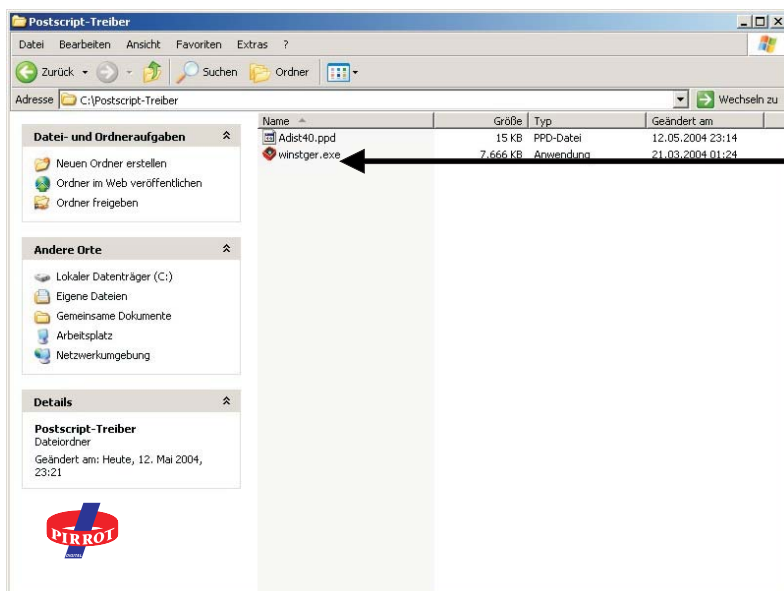 Postscript-Treiber
Datei Bearbeiten Ansicht Favoriten Extras ?
Zurück Suchen Ordner
Adresse C:\Postscript-Treiber Wechseln zu
Name Größe Typ Geändert am
Adist40.ppd 15 KB PPD-Datei 12.05.2004 23:14
winstger.exe 7.666 KB Anwendung 21.03.2004 01:24
Datei- und Ordneraufgaben
Neuen Ordner erstellen
Ordner im Web veröffentlichen
Ordner freigeben
Andere Orte
Lokaler Datenträger (C:)
Eigene Dateien
Gemeinsame Dokumente
Arbeitsplatz
Netzwerkumgebung
Details
Postscript-Treiber
Dateiordner
Geändert am: Heute, 12. Mai 2004,
23:21
PIRROT
DIGITAL